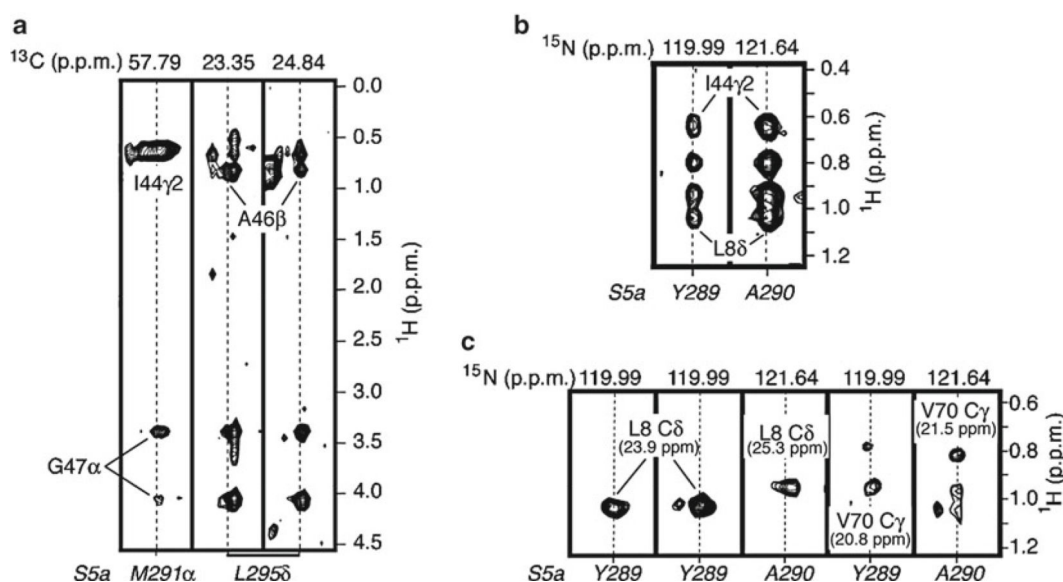 a
13C (p.p.m.) 57.79 23.35 24.84
0.0
0.5
1.0
1.5
2.0
2.5
3.0
3.5
4.0
4.5
1H (p.p.m.)
I44γ2
A46β
G47α
S5a M291α L295δ
b
15N (p.p.m.) 119.99 121.64
I44γ2
0.4
0.6
0.8
1.0
1.2
1H (p.p.m.)
L8δ
S5a Y289 A290
c
15N (p.p.m.) 119.99 119.99 121.64 119.99 121.64
L8 Cδ
(23.9 ppm)
L8 Cδ
(25.3 ppm)
V70 Cγ
(20.8 ppm)
V70 Cγ
(21.5 ppm)
0.6
0.8
1.0
1.2
1H (p.p.m.)
S5a Y289 Y289 A290 Y289 A290